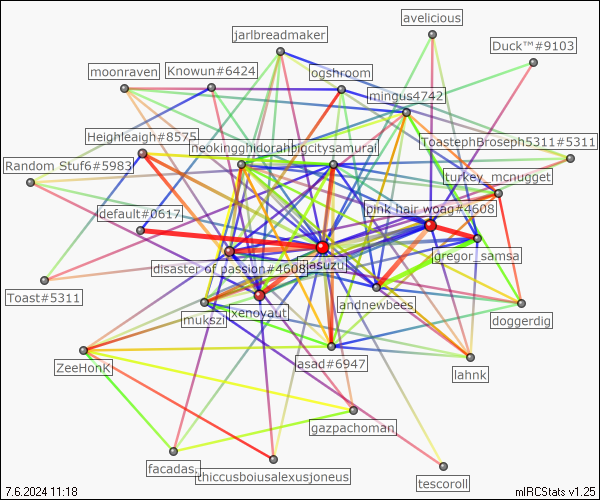 avelicious
jarlbreadmaker
Duck™#9103
moonraven
Knowun#6424
ogshroom
mingus4742
Heighleaigh#8575
ToastephBroseph5311#5311
neokingghidorah
bigcitysamurai
Random Stuf6#5983
turkey_mcnugget
default#0617
pink hair woag#4608
gregor_samsa
disaster of passion#4608
asuzu
Toast#5311
xenoyaut
andnewbees
mukszi
doggerdig
ZeeHonK
asad#6947
lahnk
gazpachoman
facadas.
thiccusboiusalexusjoneus
tescoroll
7.6.2024 11:18
mIRCStats v1.25